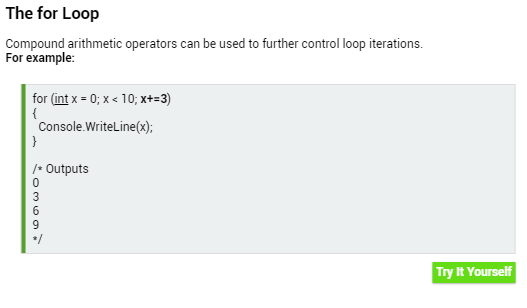 The for Loop
Compound arithmetic operators can be used to further control loop iterations.
For example:
for (int x = 0; x < 10; x+=3)
{
Console.WriteLine(x);
}
/* Outputs
0
3
6
9
*/
Try It Yourself